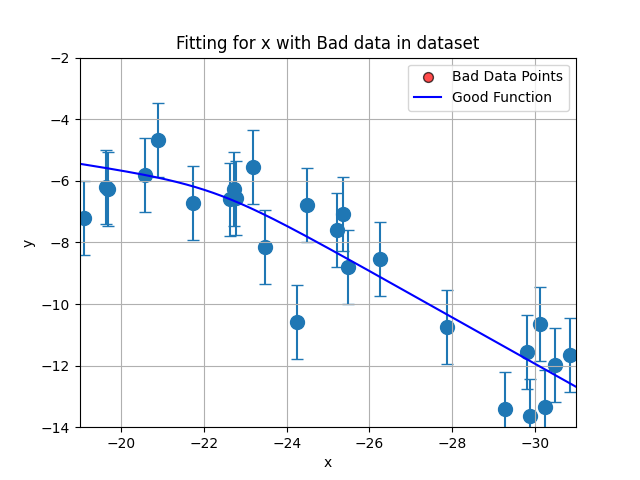 Fitting for x with Bad data in dataset
Bad Data Points
Good Function
y
−2
−4
−6
−8
−10
−12
−14
−20
−22
−24
−26
−28
−30
x